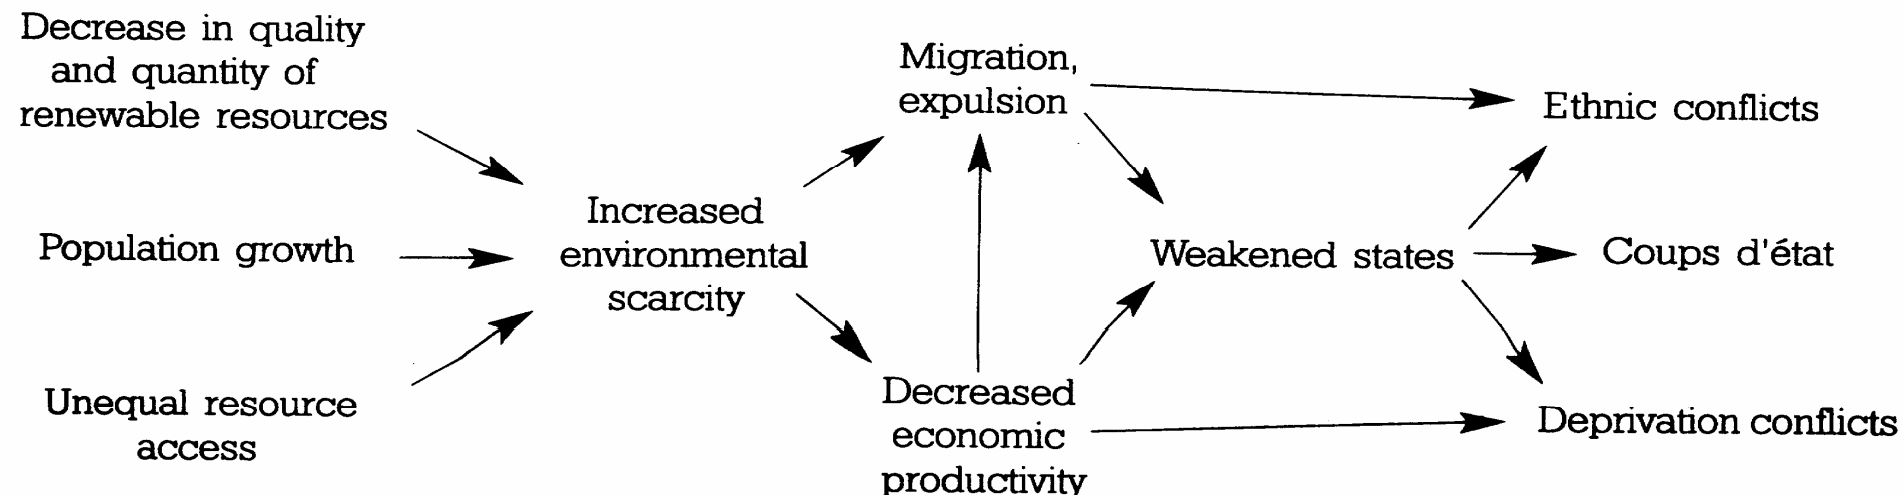 Decrease in quality
and quantity of
renewable resources
Population growth
Unequal resource
access
Increased
environmental
scarcity
Migration,
expulsion
Decreased
economic
productivity
Weakened states
Ethnic conflicts
Coups d'état
Deprivation conflicts